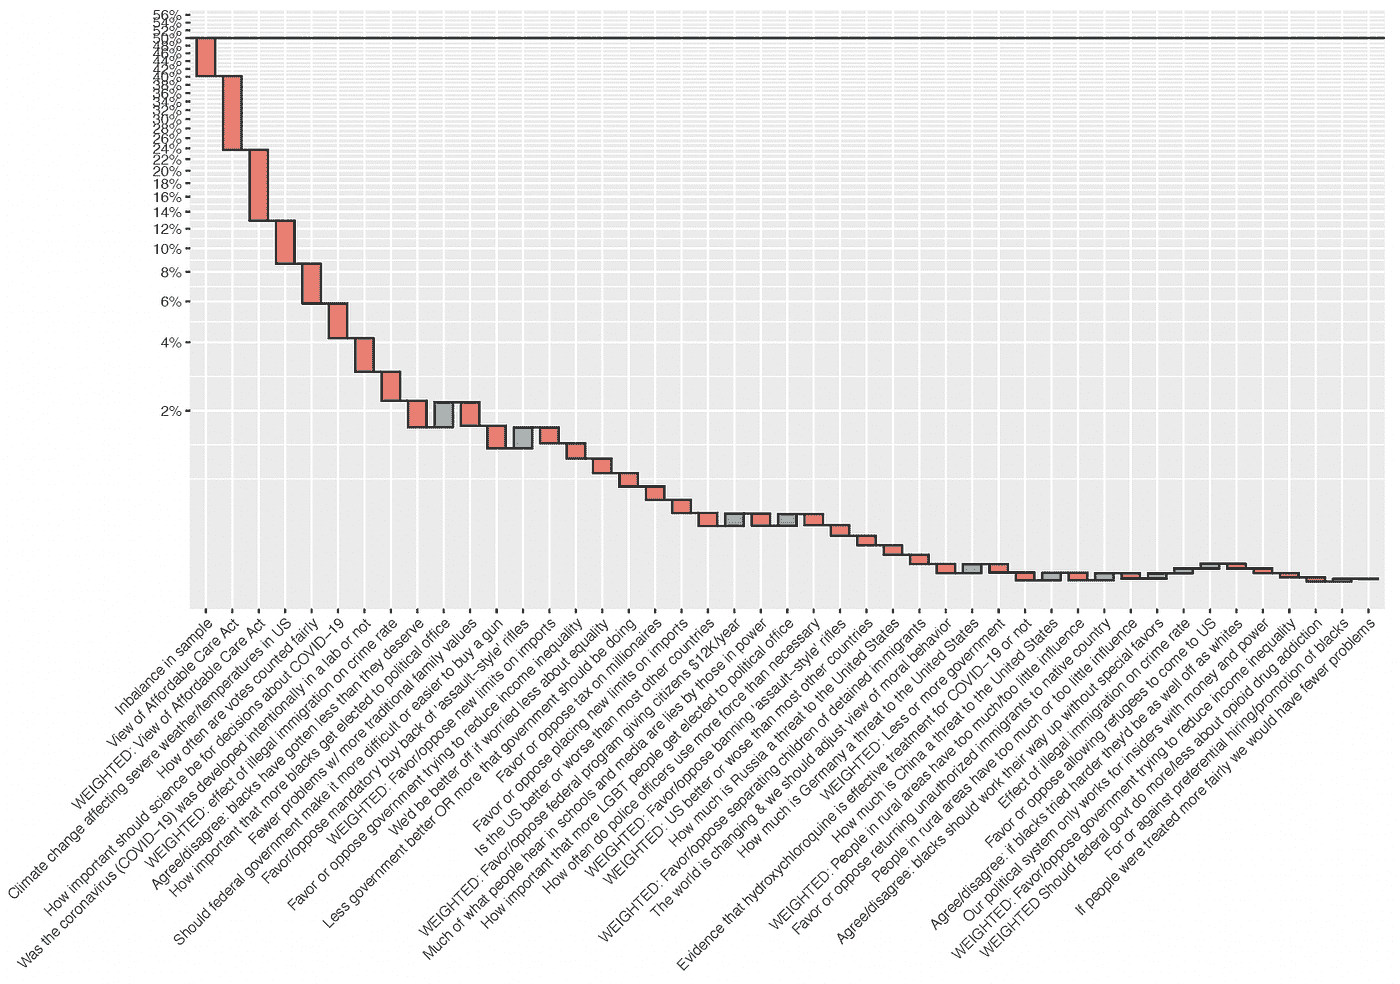 56%
54%
52%
50%
48%
46%
44%
42%
40%
38%
36%
34%
32%
30%
28%
26%
24%
22%
20%
18%
16%
14%
12%
10%
8%
6%
4%
2%
Inbalance in sample
View of Affordable Care Act
WEIGHTED: View of Affordable Care Act
Climate change affecting severe weather/temperatures in US
How often are votes counted fairly
How important should science be for decisions about COVID−19
Was the coronavirus (COVID−19) was developed intentionally in a lab or not
WEIGHTED: effect of illegal immigration on crime rate
Agree/disagree: blacks have gotten less than they deserve
How important that more blacks get elected to political office
Fewer problems w/ more traditional family values
Should federal government make it more difficult or easier to buy a gun
Favor/oppose mandatory buy back of 'assault−style' rifles
WEIGHTED: Favor/oppose new limits on imports
Favor or oppose government trying to reduce income inequality
We'd be better off if worried less about equality
Less government better OR more that government should be doing
Favor or oppose tax on millionaires
Favor or oppose placing new limits on imports
Is the US better or worse than most other countries
WEIGHTED: Favor/oppose federal program giving citizens $12K/year
Much of what people hear in schools and media are lies by those in power
How important that more LGBT people get elected to political office
How often do police officers use more force than necessary
WEIGHTED: Favor/oppose banning 'assault−style' rifles
WEIGHTED: US better or wose than most other countries
How much is Russia a threat to the United States
WEIGHTED: Favor/oppose separating children of detained immigrants
The world is changing & we should adjust view of moral behavior
How much is Germany a threat to the United States
WEIGHTED: Less or more government
Evidence that hydroxychloroquine is effective treatment for COVID−19 or not
How much is China a threat to the United States
WEIGHTED: People in rural areas have too much/too little influence
Favor or oppose returning unauthorized immigrants to native country
People in rural areas have too much or too little influence
Agree/disagree: blacks should work their way up without special favors
Effect of illegal immigration on crime rate
Favor or oppose allowing refugees to come to US
Agree/disagree: if blacks tried harder they'd be as well off as whites
Our political system only works for insiders with money and power
WEIGHTED: Favor/oppose government trying to reduce income inequality
WEIGHTED Should federal govt do more/less about opioid drug addiction
For or against preferential hiring/promotion of blacks
If people were treated more fairly we would have fewer problems